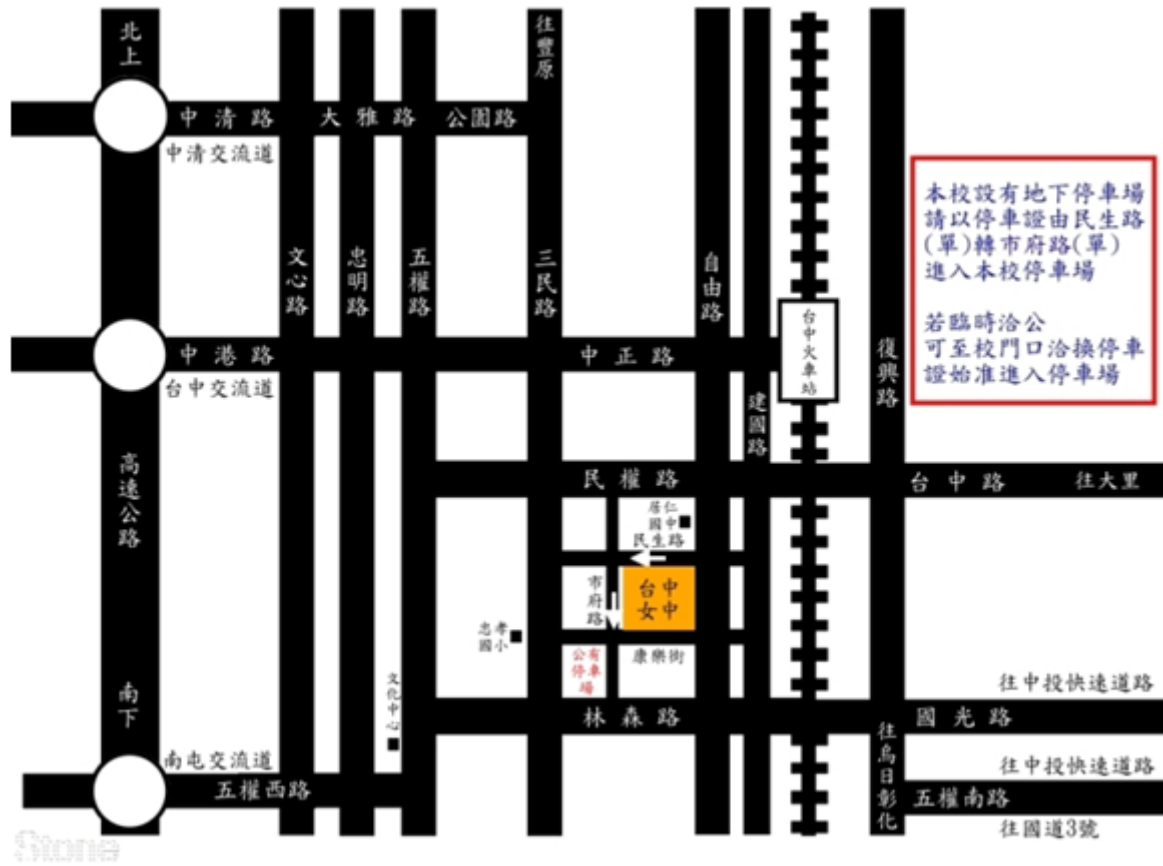 北上
往豐原
中清路
大雅路
公園路
中清交流道
本校設有地下停車場
請以停車證由民生路
(單)轉市府路(單)
進入本校停車場
若臨時洽公
可至校門口洽換停車
證始准進入停車場
文心路
忠明路
五權路
三民路
自由路
台中火車站
復興路
中港路
中正路
台中交流道
建國路
高速公路
民權路
台中路
往大里
居仁
國中
民生路
市府路
台中
女中
忠孝
國小
公有
停車
場
康樂街
文化中心
南下
往中投快速道路
林森路
國光路
往烏日彰化
南屯交流道
往中投快速道路
五權西路
五權南路
往國道3號
Stone